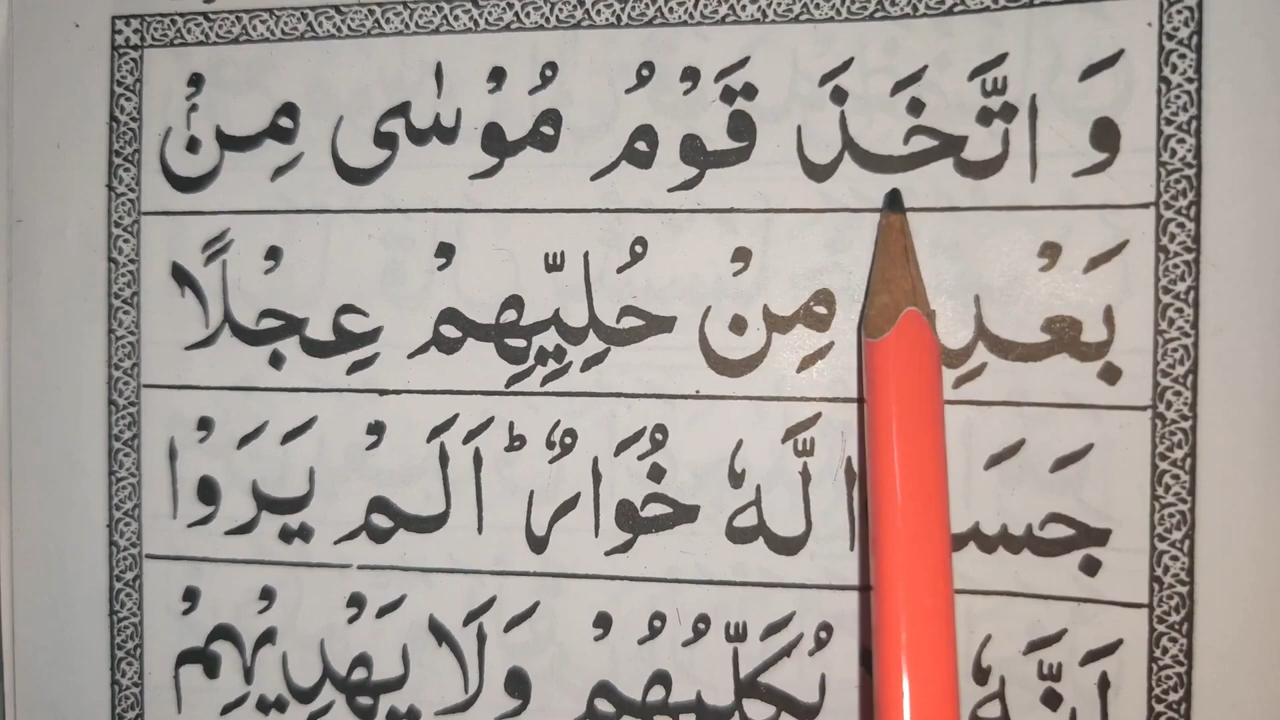 وَ اتَّخَذَ قَوْمُ مُوْسٰی مِنْۢ
بَعْدِ مِنْ حُلِیِّهِمْ عِجْلًا
لَّهٗ خُوَارٌ ؕ اَلَمْ یَرَوْا
اَنَّهٗ یُكَلِّمُهُمْ وَلَا یَهْدِیْهِمْ